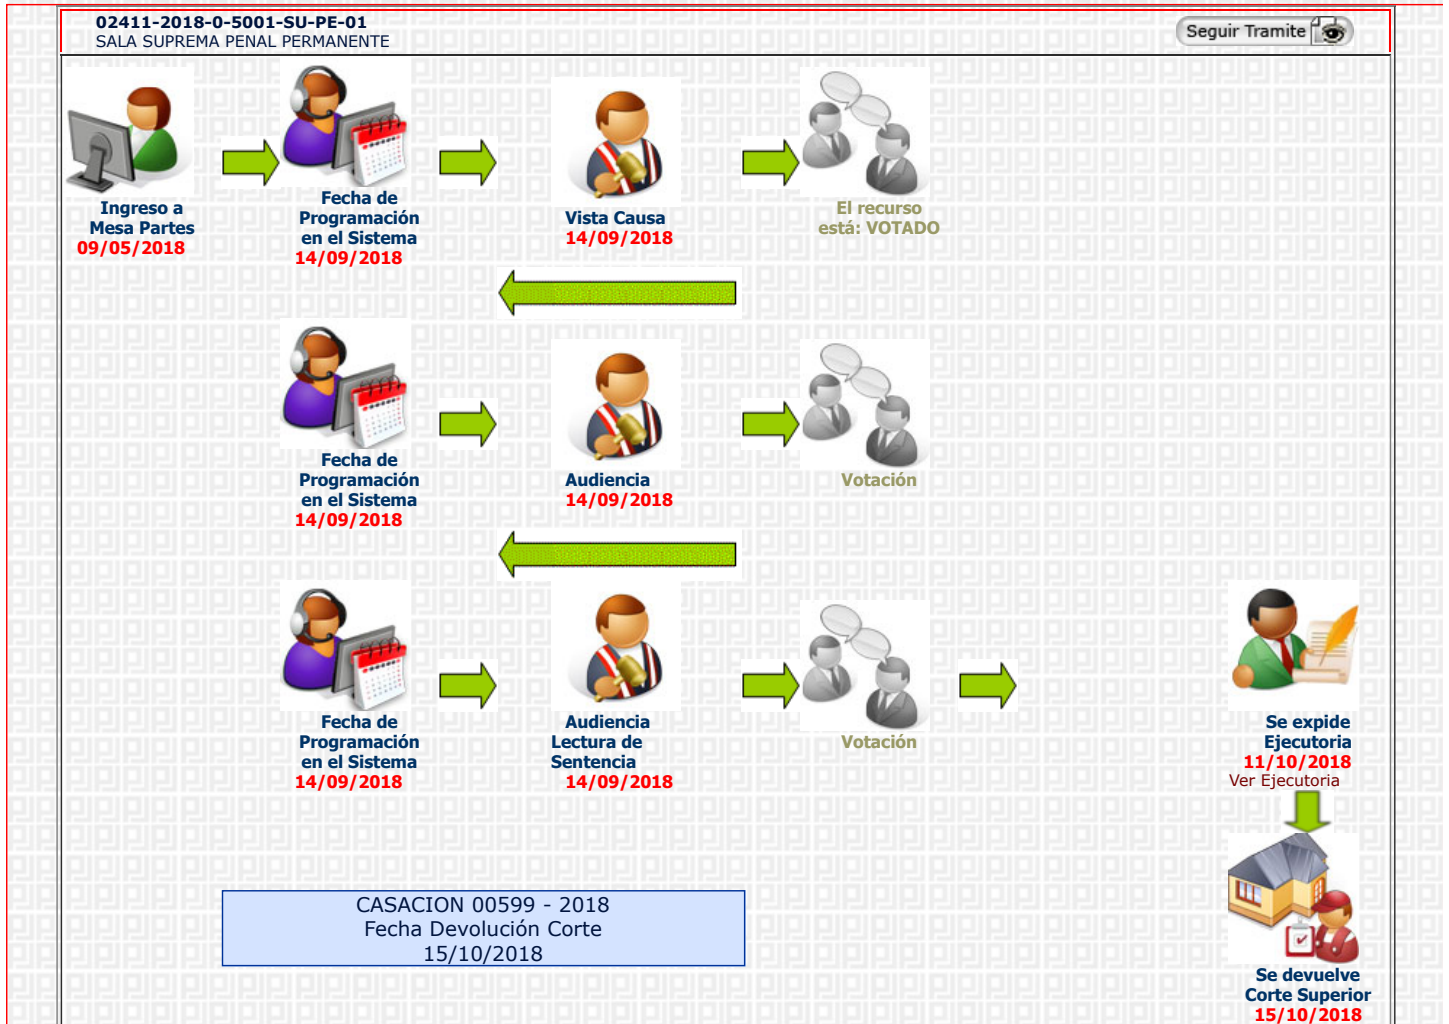 02411-2018-0-5001-SU-PE-01
SALA SUPREMA PENAL PERMANENTE
Seguir Tramite
Ingreso a
Mesa Partes
09/05/2018
Fecha de
Programación
en el Sistema
14/09/2018
Vista Causa
14/09/2018
El recurso
está: VOTADO
Fecha de
Programación
en el Sistema
14/09/2018
Audiencia
14/09/2018
Votación
Fecha de
Programación
en el Sistema
14/09/2018
Audiencia
Lectura de
Sentencia
14/09/2018
Votación
Se expide
Ejecutoria
11/10/2018
Ver Ejecutoria
CASACION 00599 - 2018
Fecha Devolución Corte
15/10/2018
Se devuelve
Corte Superior
15/10/2018